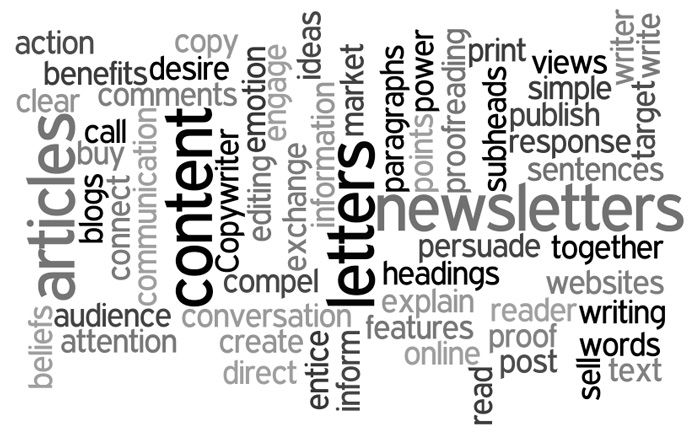 action
copy
ideas
benefits
desire
emotion
engage
market
paragraphs
power
proofreading
print
views
writer
write
clear
comments
simple
target
articles
call
communication
content
Copywriter
information
points
subheads
publish
buy
response
blogs
connect
editing
exchange
letters
sentences
newsletters
persuade
together
compel
headings
websites
beliefs
audience
conversation
explain
reader
writing
attention
create
features
proof
words
direct
entice
inform
online
post
read
sell
text